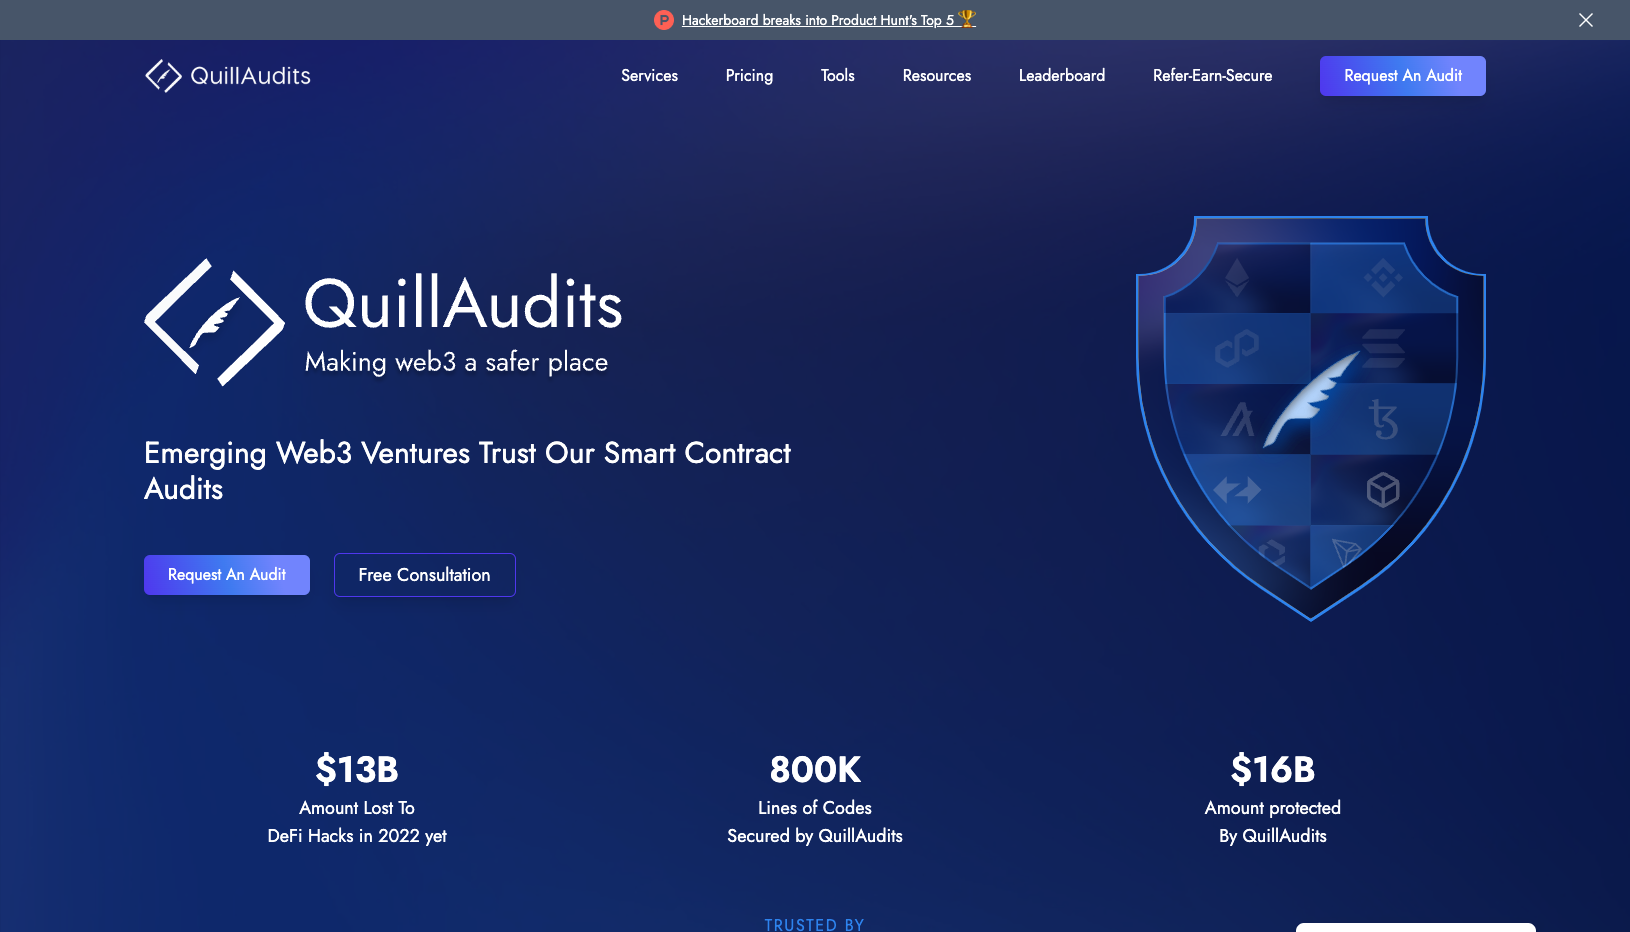 Hackerboard breaks into Product Hunt's Top 5 🏆
QuillAudits
Services
Pricing
Tools
Resources
Leaderboard
Refer-Earn-Secure
Request An Audit
QuillAudits
Making web3 a safer place
Emerging Web3 Ventures Trust Our Smart Contract
Audits
Request An Audit
Free Consultation
$13B
Amount Lost To
DeFi Hacks in 2022 yet
800K
Lines of Codes
Secured by QuillAudits
$16B
Amount protected
By QuillAudits
TRUSTED BY